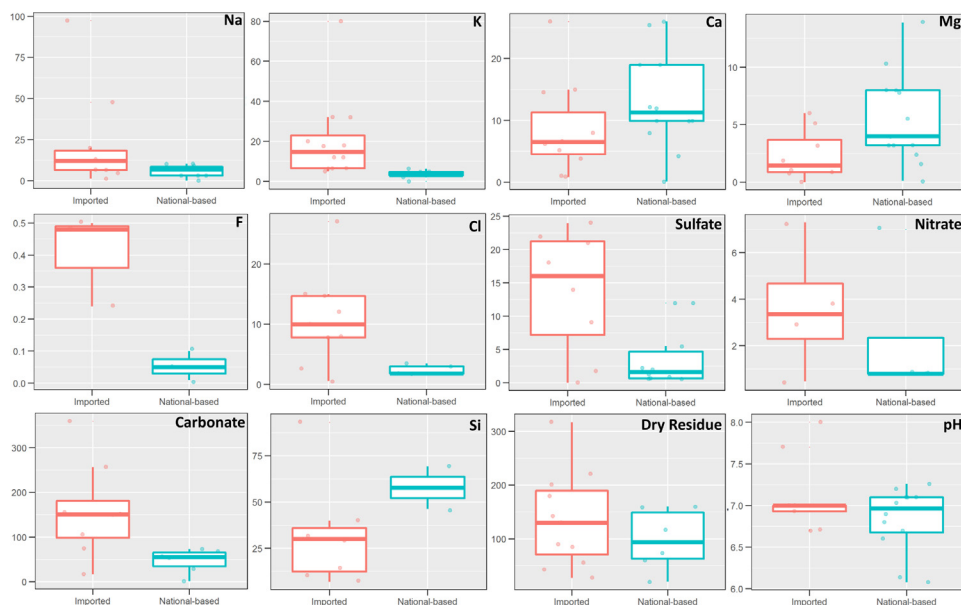 Na
100
75
50
25
0
Imported National-based
K
80
60
40
20
0
Imported National-based
Ca
20
10
0
Imported National-based
Mg
10
5
0
Imported National-based
F
0.5
0.4
0.3
0.2
0.1
0.0
Imported National-based
Cl
20
10
0
Imported National-based
Sulfate
25
20
15
10
5
0
Imported National-based
Nitrate
6
4
2
Imported National-based
Carbonate
300
200
100
0
Imported National-based
Si
75
50
25
Imported National-based
Dry Residue
300
200
100
0
Imported National-based
pH
8.0
7.5
7.0
6.5
6.0
Imported National-based